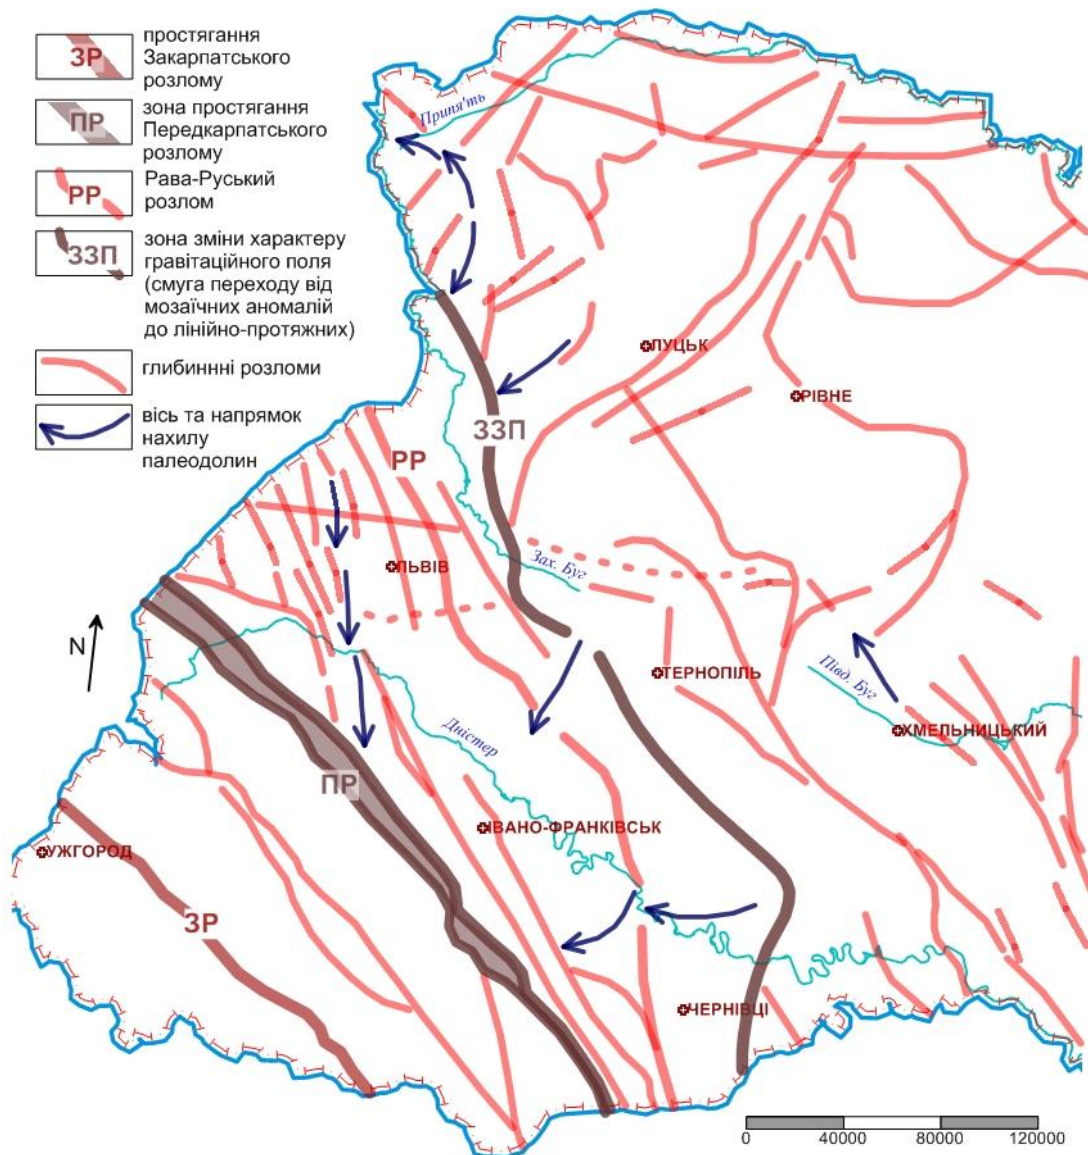 ЗР
простягання
Закарпатського
розлому
ПР
зона простягання
Передкарпатського
розлому
РР
Рава-Руський
розлом
ЗЗП
зона зміни характеру
гравітаційного поля
(смуга переходу від
мозаїчних аномалій
до лінійно-протяжних)
глибиннні розломи
вісь та напрямок
нахилу
палеодолин
Прип'ять
ЛУЦЬК
РІВНЕ
ЗЗП
РР
ЛЬВІВ
Зах. Буг
N
ТЕРНОПІЛЬ
Півд. Буг
ХМЕЛЬНИЦЬКИЙ
Дністер
ПР
ІВАНО-ФРАНКІВСЬК
УЖГОРОД
ЗР
ЧЕРНІВЦІ
0 40000 80000 120000